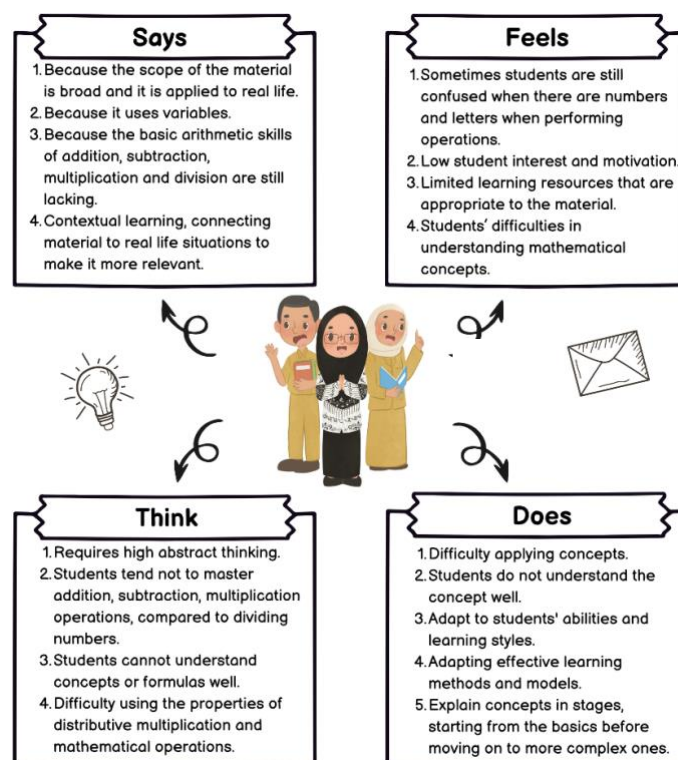 Says
1. Because the scope of the material
is broad and it is applied to real life.
2. Because it uses variables.
3. Because the basic arithmetic skills
of addition, subtraction,
multiplication and division are still
lacking.
4. Contextual learning, connecting
material to real life situations to
make it more relevant.
Feels
1. Sometimes students are still
confused when there are numbers
and letters when performing
operations.
2. Low student interest and motivation.
3. Limited learning resources that are
appropriate to the material.
4. Students' difficulties in
understanding mathematical
concepts.
Think
1. Requires high abstract thinking.
2. Students tend not to master
addition, subtraction, multiplication
operations, compared to dividing
numbers.
3. Students cannot understand
concepts or formulas well.
4. Difficulty using the properties of
distributive multiplication and
mathematical operations.
Does
1. Difficulty applying concepts.
2. Students do not understand the
concept well.
3. Adapt to students' abilities and
learning styles.
4. Adapting effective learning
methods and models.
5. Explain concepts in stages,
starting from the basics before
moving on to more complex ones.